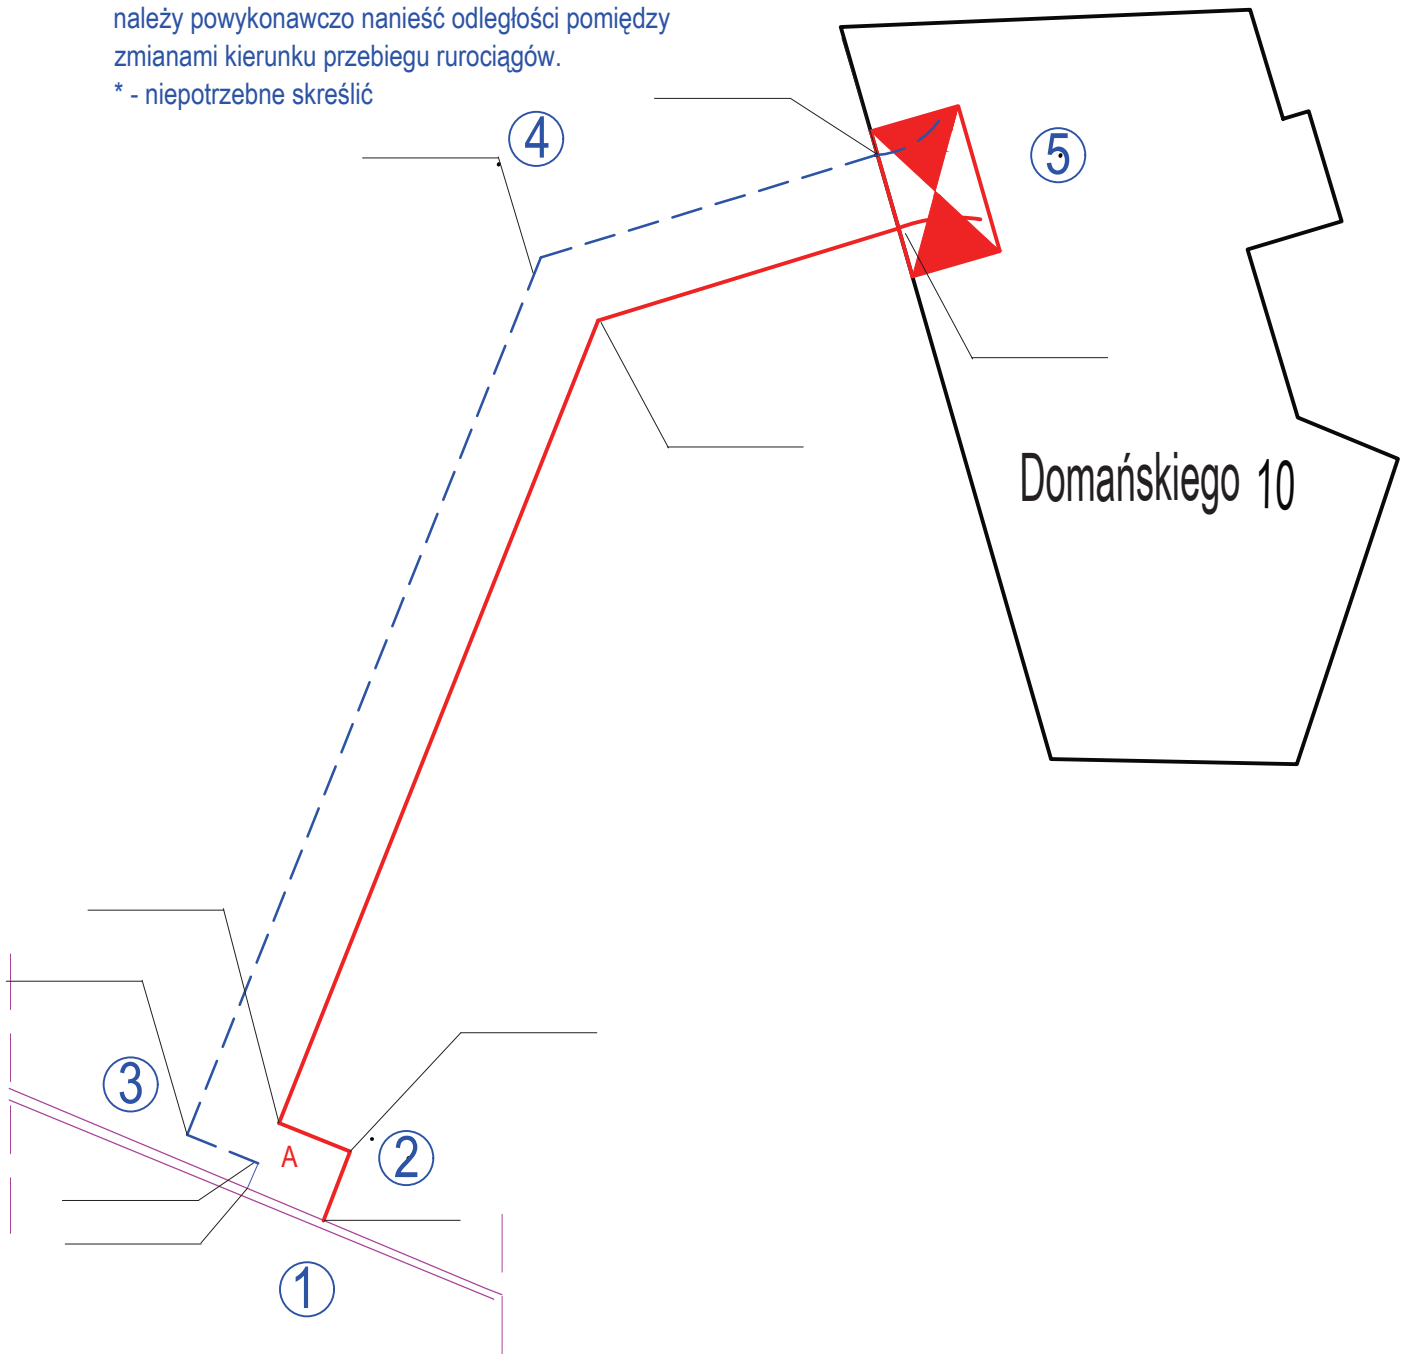 należy powykonawczo nanieść odległości pomiędzy
zmianami kierunku przebiegu rurociągów.
* - niepotrzebne skreślić
4
5
Domańskiego 10
3
A
2
1